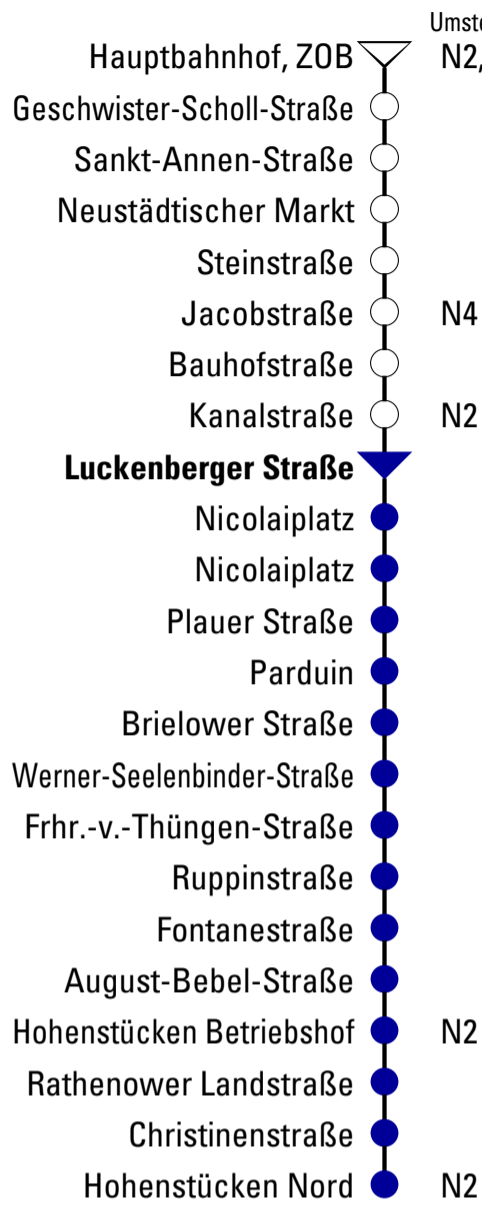 Umste
Hauptbahnhof, ZOB N2,
Geschwister-Scholl-Straße
Sankt-Annen-Straße
Neustädtischer Markt
Steinstraße
Jacobstraße N4
Bauhofstraße
Kanalstraße N2
Luckenberger Straße
Nicolaiplatz
Nicolaiplatz
Plauer Straße
Parduin
Brielower Straße
Werner-Seelenbinder-Straße
Frhr.-v.-Thüngen-Straße
Ruppinstraße
Fontanestraße
August-Bebel-Straße
Hohenstücken Betriebshof N2
Rathenower Landstraße
Christinenstraße
Hohenstücken Nord N2